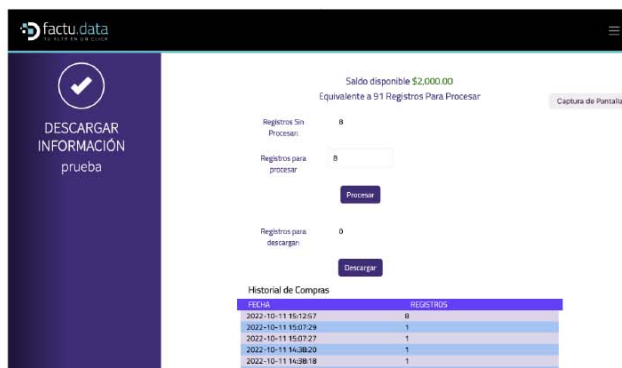 factu.data
TU DATA EN UN CLICK
Saldo disponible $2,000.00
Equivalente a 91 Registros Para Procesar
Captura de Pantalla
DESCARGAR
INFORMACIÓN
prueba
Registros Sin
Procesar:
8
Registros para
procesar
8
Procesar
Registros para
descargar:
0
Descargar
Historial de Compras
FECHA REGISTROS
2022-10-11 15:12:57 8
2022-10-11 15:07:29 1
2022-10-11 15:07:27 1
2022-10-11 14:38:20 1
2022-10-11 14:38:18 1